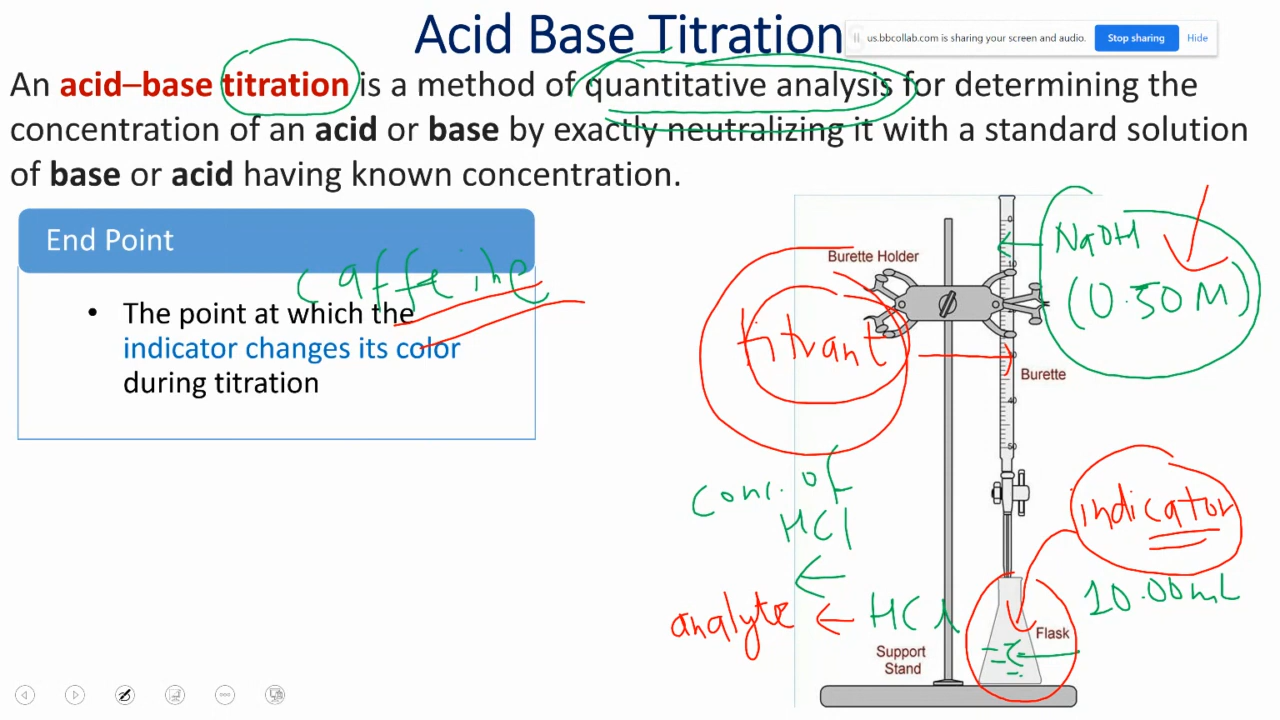 Acid Base Titration
us.bbcollab.com is sharing your screen and audio. Stop sharing Hide
An acid–base titration is a method of quantitative analysis for determining the
concentration of an acid or base by exactly neutralizing it with a standard solution
of base or acid having known concentration.
End Point
caffeine
• The point at which the
indicator changes its color
during titration
Burette Holder
NaOH
(0.50 M)
titrant
0
10
Burette
40
50
conc. of
HCl
indicator
10.00 mL
analyte ← HCl
Flask
Support
Stand